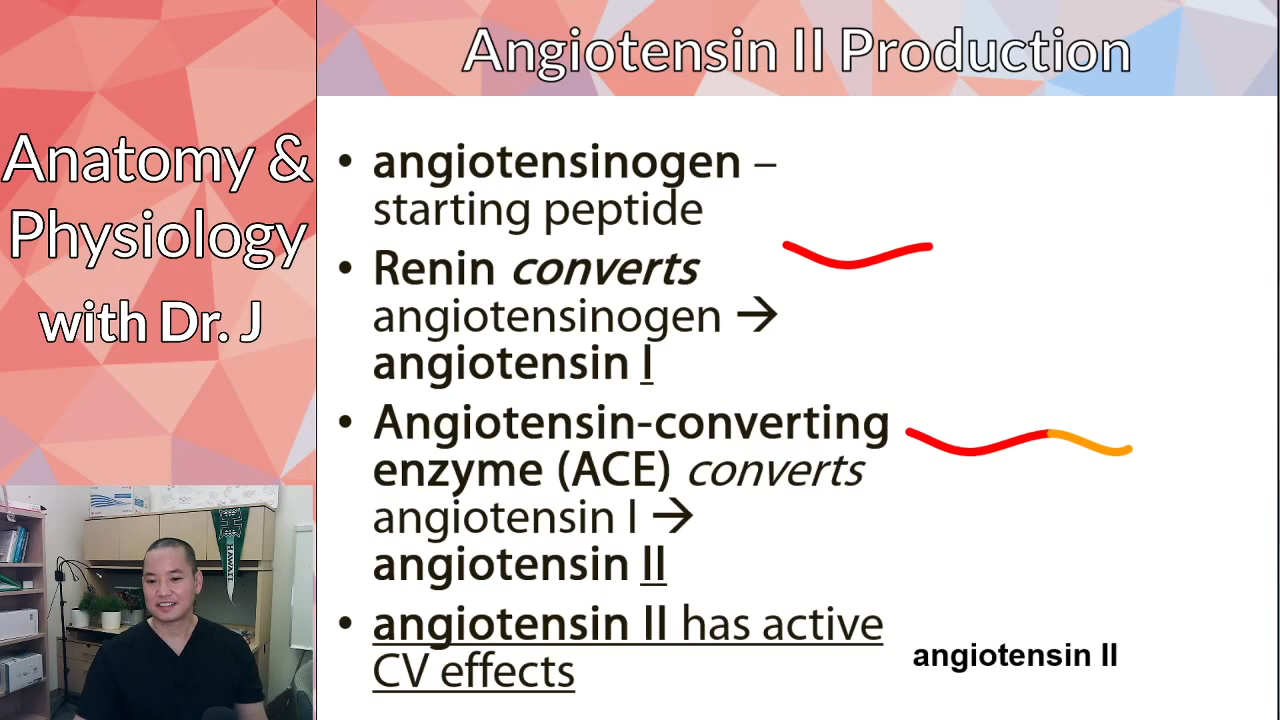 Angiotensin II Production
Anatomy &
Physiology
with Dr. J
• angiotensinogen –
starting peptide
• Renin converts
angiotensinogen →
angiotensin I
• Angiotensin-converting
enzyme (ACE) converts
angiotensin I →
angiotensin II
• angiotensin II has active
CV effects
angiotensin II
H
HAWAII